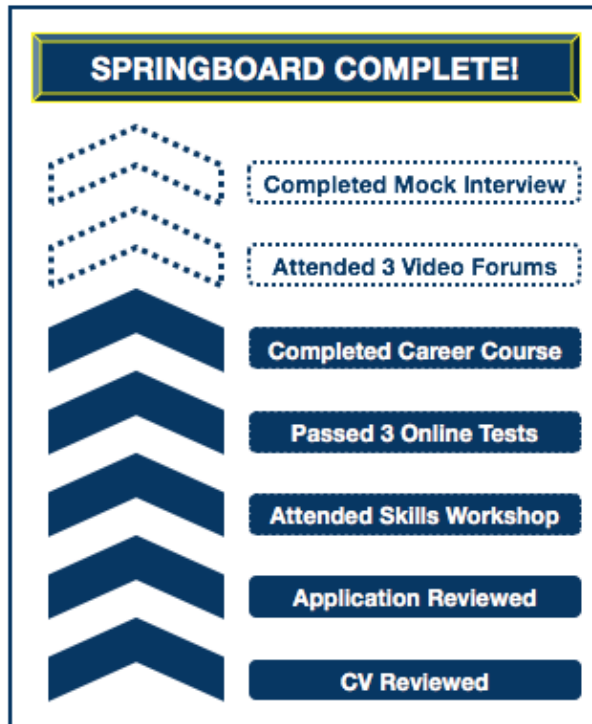 SPRINGBOARD COMPLETE!
Completed Mock Interview
Attended 3 Video Forums
Completed Career Course
Passed 3 Online Tests
Attended Skills Workshop
Application Reviewed
CV Reviewed